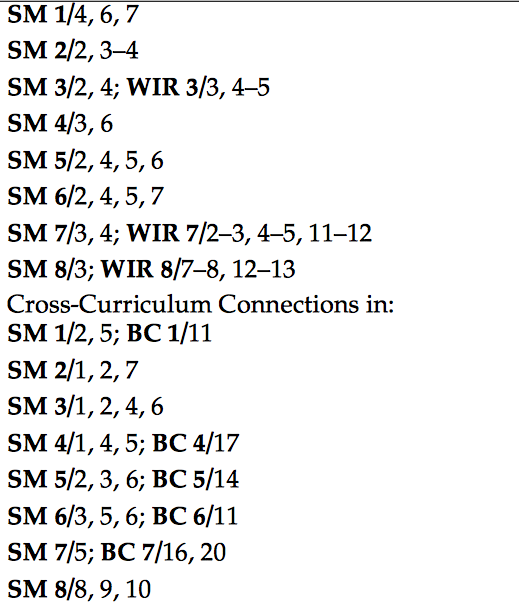 SM 1/4, 6, 7
SM 2/2, 3–4
SM 3/2, 4; WIR 3/3, 4–5
SM 4/3, 6
SM 5/2, 4, 5, 6
SM 6/2, 4, 5, 7
SM 7/3, 4; WIR 7/2–3, 4–5, 11–12
SM 8/3; WIR 8/7–8, 12–13
Cross-Curriculum Connections in:
SM 1/2, 5; BC 1/11
SM 2/1, 2, 7
SM 3/1, 2, 4, 6
SM 4/1, 4, 5; BC 4/17
SM 5/2, 3, 6; BC 5/14
SM 6/3, 5, 6; BC 6/11
SM 7/5; BC 7/16, 20
SM 8/8, 9, 10